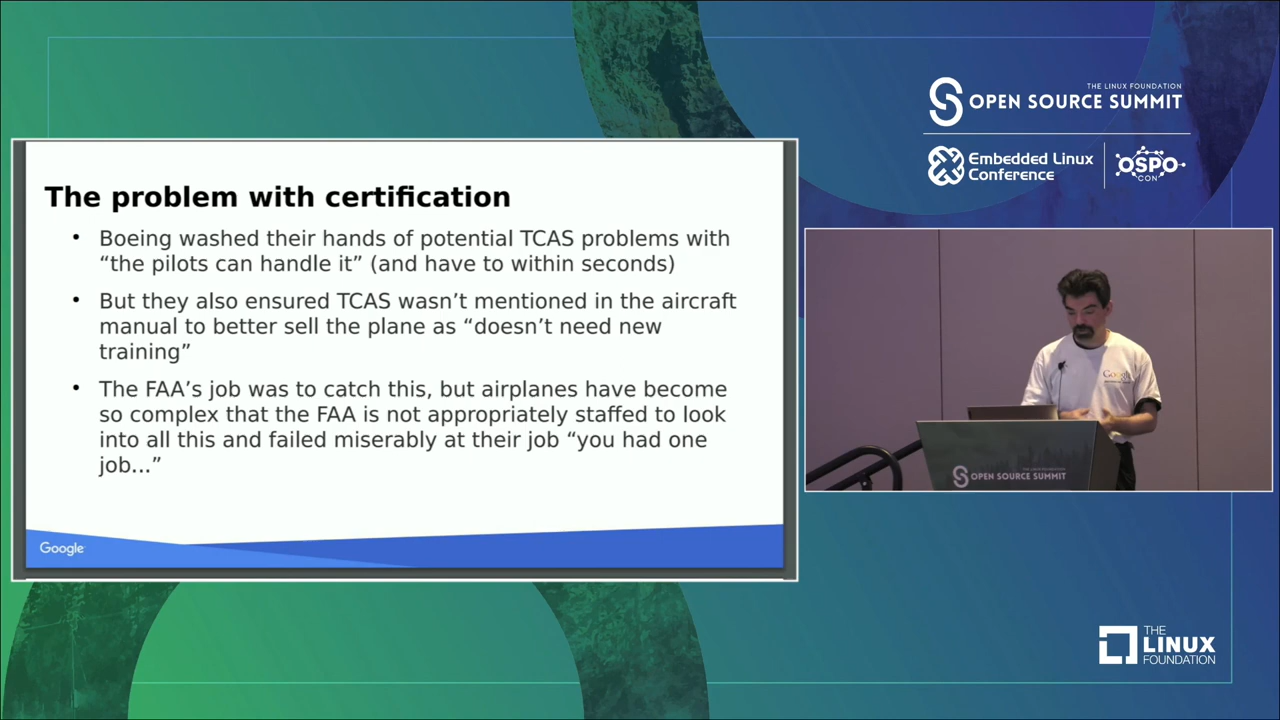 THE LINUX FOUNDATION
OPEN SOURCE SUMMIT
Embedded Linux
Conference
OSPO
CON
The problem with certification
• Boeing washed their hands of potential TCAS problems with
“the pilots can handle it” (and have to within seconds)
• But they also ensured TCAS wasn’t mentioned in the aircraft
manual to better sell the plane as “doesn’t need new
training”
• The FAA’s job was to catch this, but airplanes have become
so complex that the FAA is not appropriately staffed to look
into all this and failed miserably at their job “you had one
job...”
Google
Google
OPEN SOURCE SUMMIT
THE
LINUX
FOUNDATION